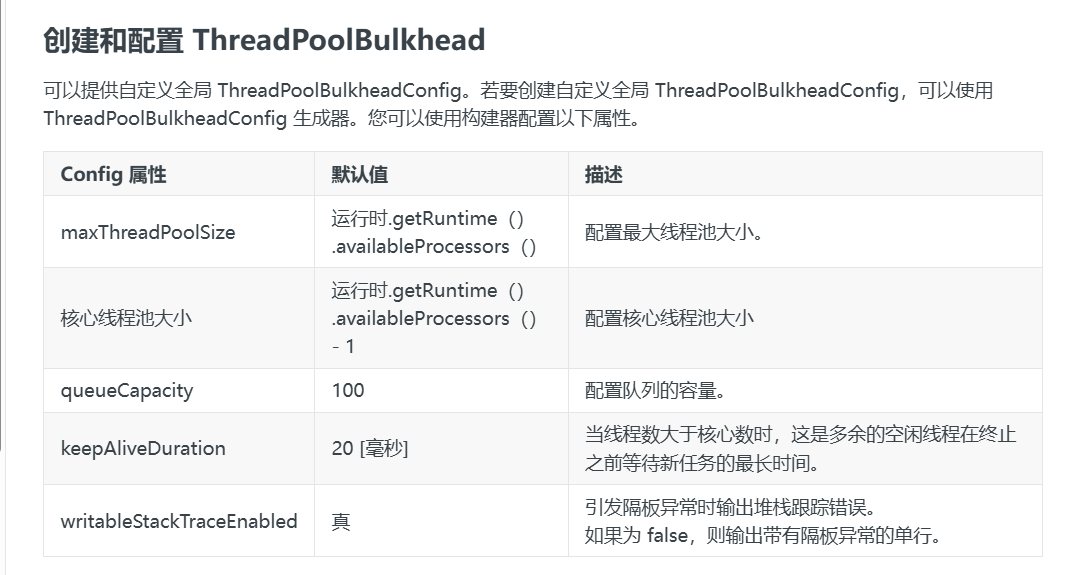 创建和配置 ThreadPoolBulkhead
可以提供自定义全局 ThreadPoolBulkheadConfig。若要创建自定义全局 ThreadPoolBulkheadConfig，可以使用
ThreadPoolBulkheadConfig 生成器。您可以使用构建器配置以下属性。
Config 属性 默认值 描述
maxThreadPoolSize
运行时.getRuntime（）
.availableProcessors（）
配置最大线程池大小。
核心线程池大小
运行时.getRuntime（）
.availableProcessors（）
- 1
配置核心线程池大小
queueCapacity 100 配置队列的容量。
keepAliveDuration
20 [毫秒]
当线程数大于核心数时，这是多余的空闲线程在终止
之前等待新任务的最长时间。
writableStackTraceEnabled
真
引发隔板异常时输出堆栈跟踪错误。
如果为 false，则输出带有隔板异常的单行。